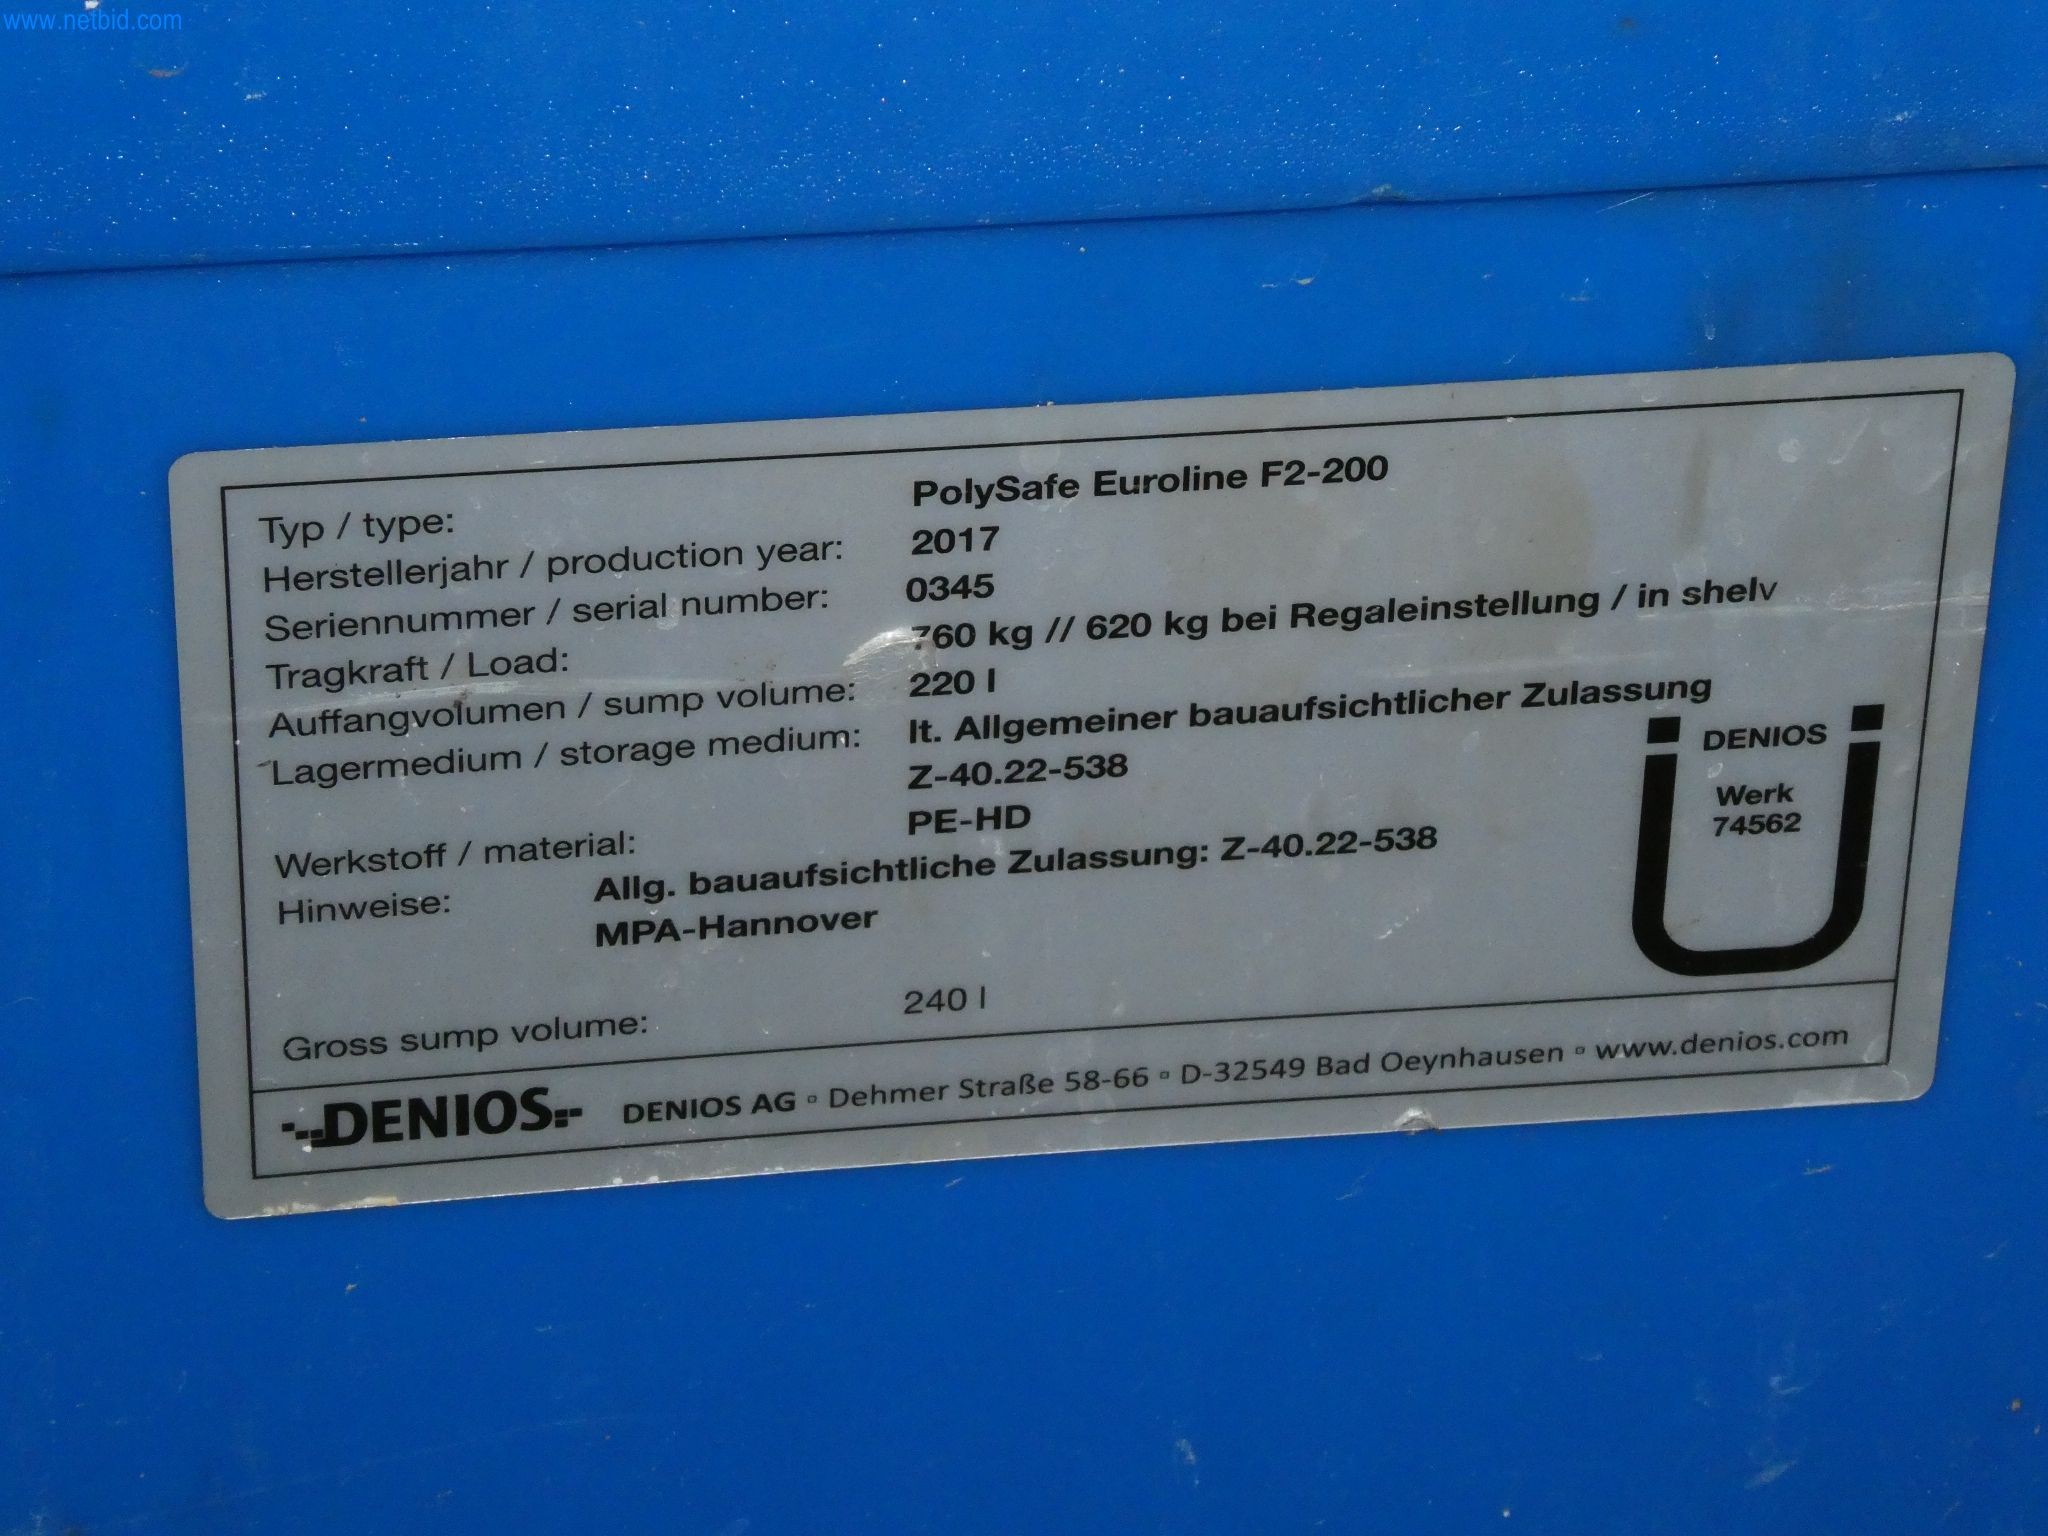 www.netbid.com
Typ / type: PolySafe Euroline F2-200
Herstellerjahr / production year: 2017
Seriennummer / serial number: 0345
Tragkraft / Load: 760 kg // 620 kg bei Regaleinstellung / in shelv
Auffangvolumen / sump volume: 220 l
Lagermedium / storage medium: lt. Allgemeiner bauaufsichtlicher Zulassung
Z-40.22-538
Werkstoff / material: PE-HD
Hinweise: Allg. bauaufsichtliche Zulassung: Z-40.22-538
MPA-Hannover
DENIOS
Werk
74562
Gross sump volume: 240 l
DENIOS DENIOS AG ▫ Dehmer Straße 58-66 ▫ D-32549 Bad Oeynhausen ▫ www.denios.com